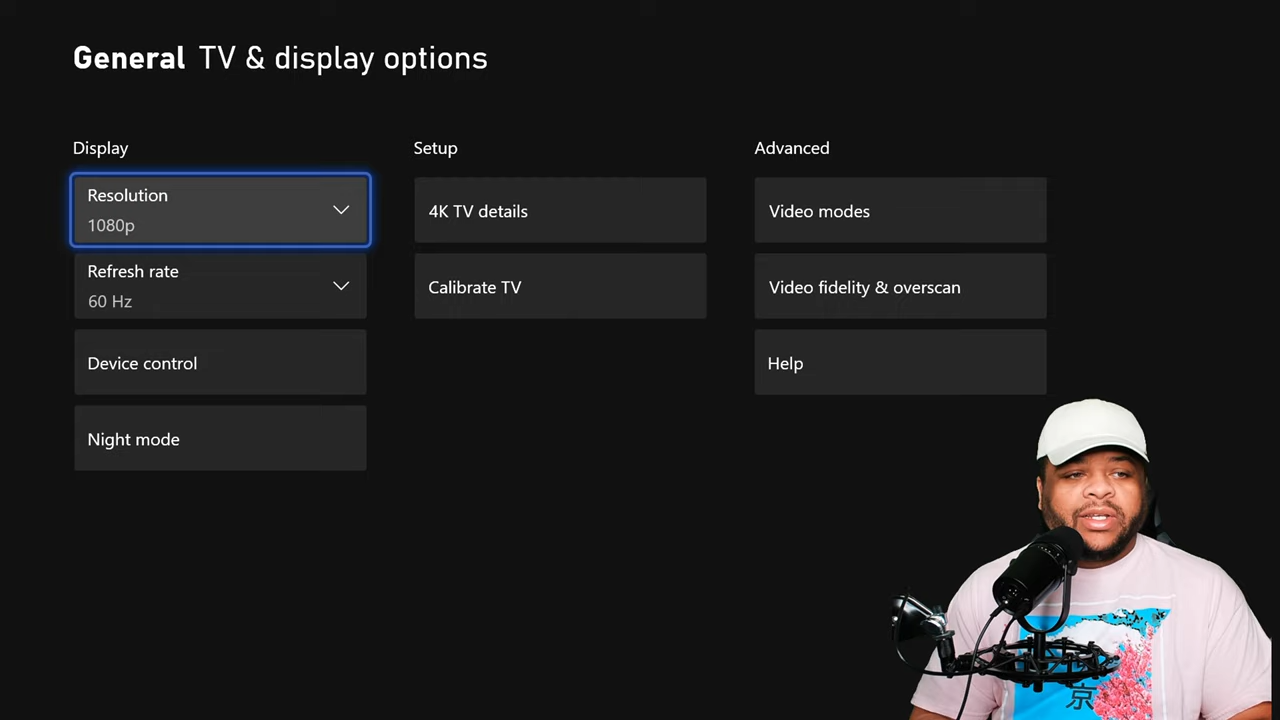 General TV & display options
Display
Resolution
1080p
Refresh rate
60 Hz
Device control
Night mode
Setup
4K TV details
Calibrate TV
Advanced
Video modes
Video fidelity & overscan
Help
京